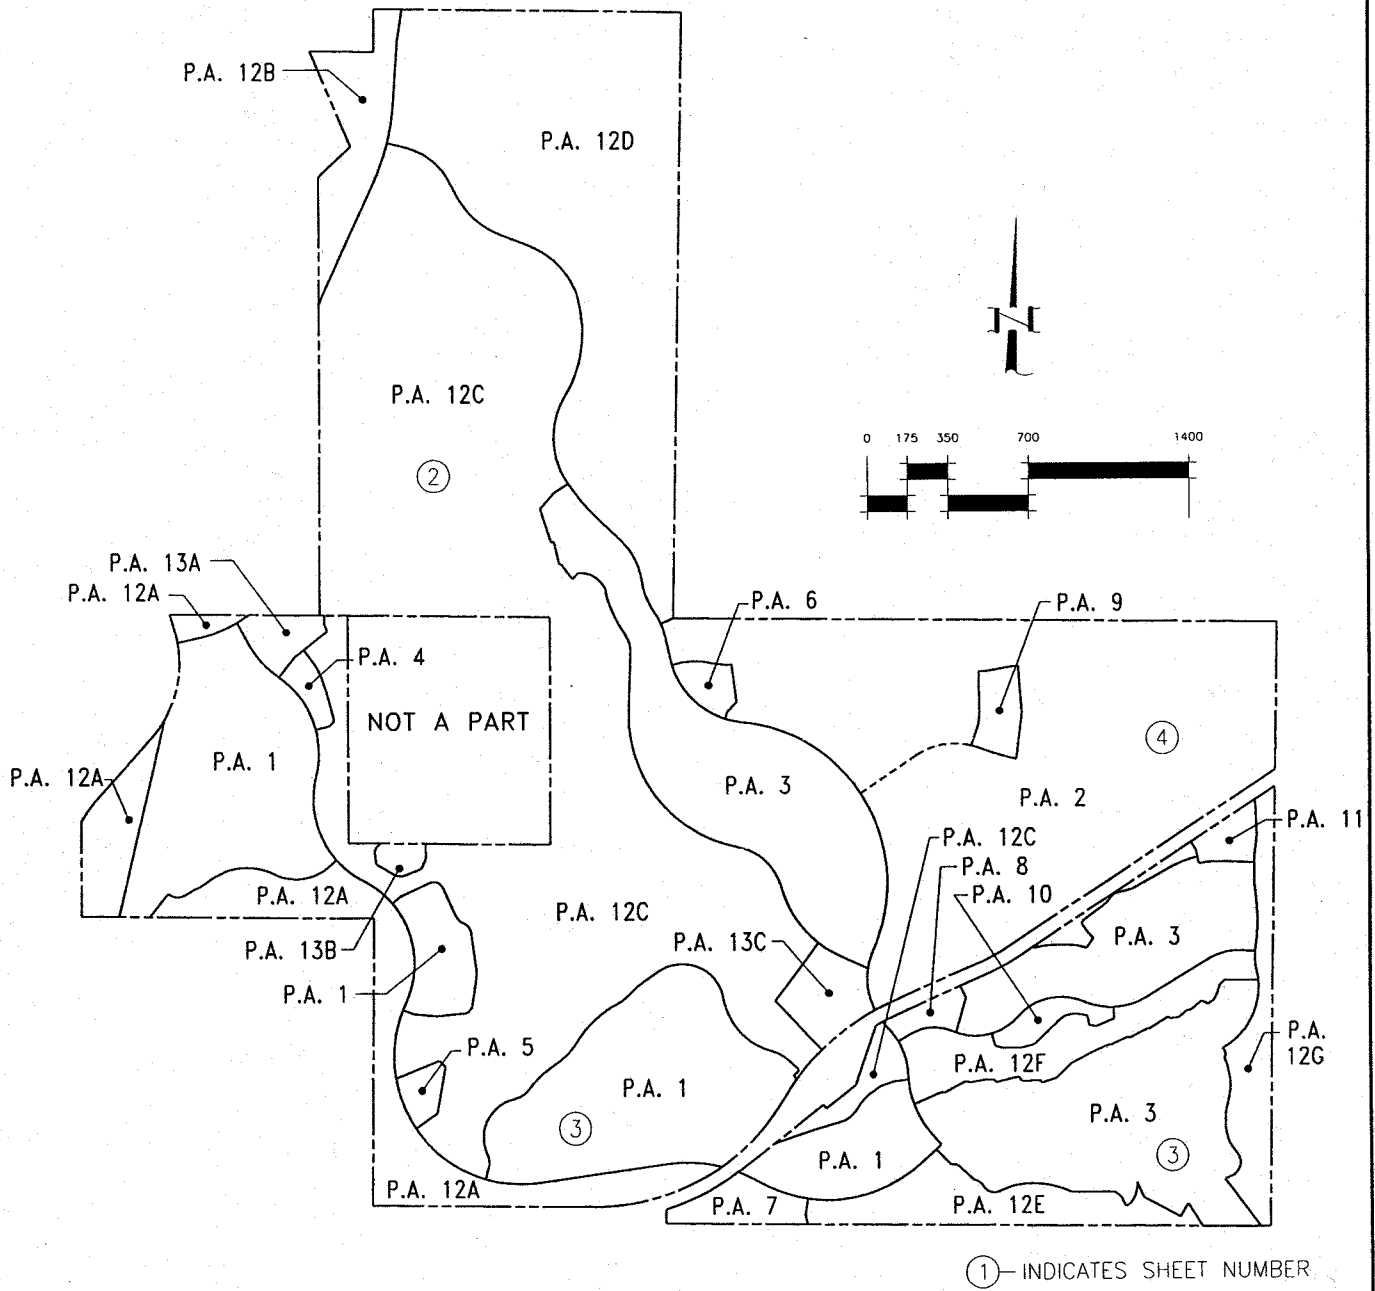 P.A. 12B
P.A. 12D
N
P.A. 12C
2
0 175 350 700 1400
P.A. 13A
P.A. 12A
P.A. 6
P.A. 9
P.A. 4
NOT A PART
4
P.A. 1
P.A. 12A
P.A. 3
P.A. 2
P.A. 11
P.A. 12C
P.A. 8
P.A. 10
P.A. 12A
P.A. 12C
P.A. 3
P.A. 13B
P.A. 13C
P.A. 1
P.A. 5
P.A. 12F
P.A.
12G
P.A. 1
P.A. 3
3
3
P.A. 1
P.A. 12A
P.A. 7
P.A. 12E
1 INDICATES SHEET NUMBER